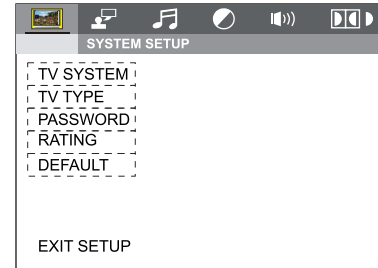 SYSTEM SETUP
TV SYSTEM
TV TYPE
PASSWORD
RATING
DEFAULT
EXIT SETUP